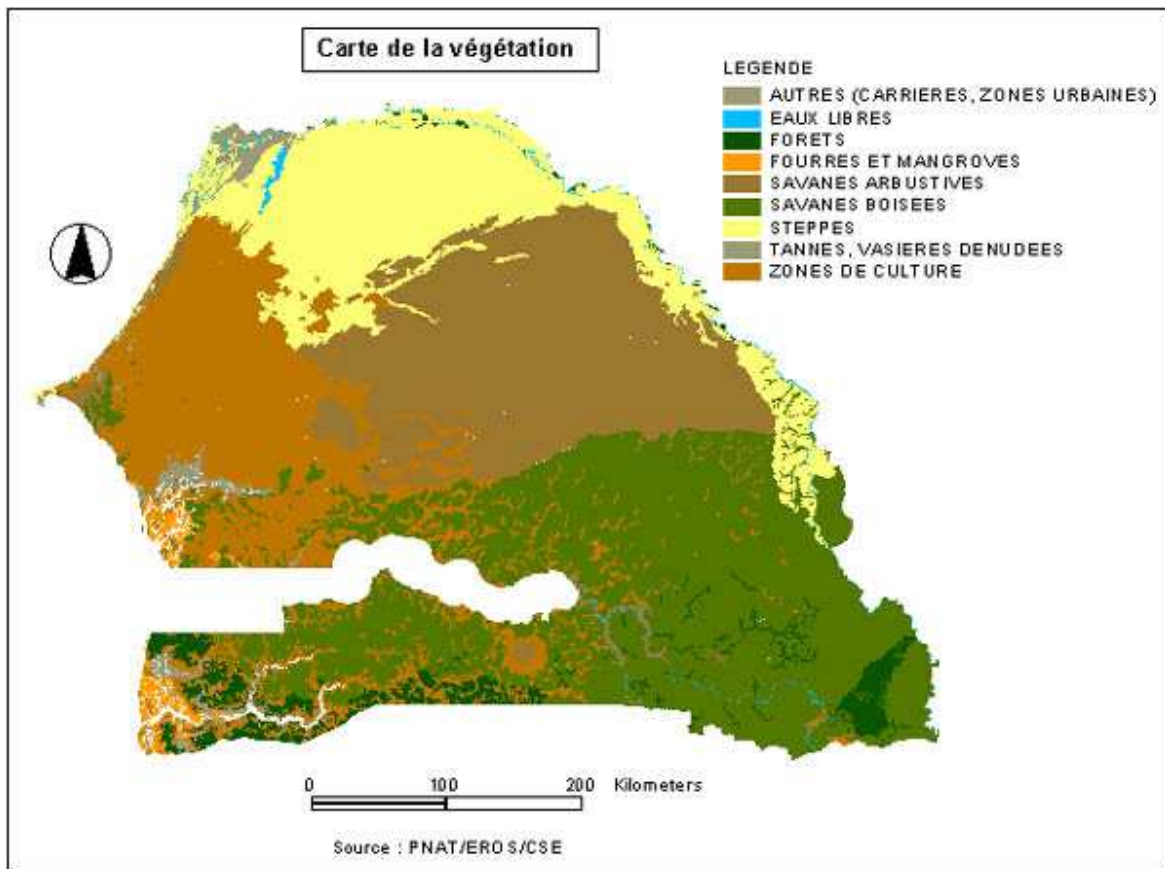 Carte de la végétation
LEGENDE
AUTRES (CARRIERES, ZONES URBAINES)
EAUX LIBRES
FORETS
FOURRES ET MANGROVES
SAVANES ARBUSTIVES
SAVANES BOISEES
STEPPES
TANNES, VASIERES DENUDEES
ZONES DE CULTURE
0 100 200 Kilometers
Source : PNAT/EROS/CSE